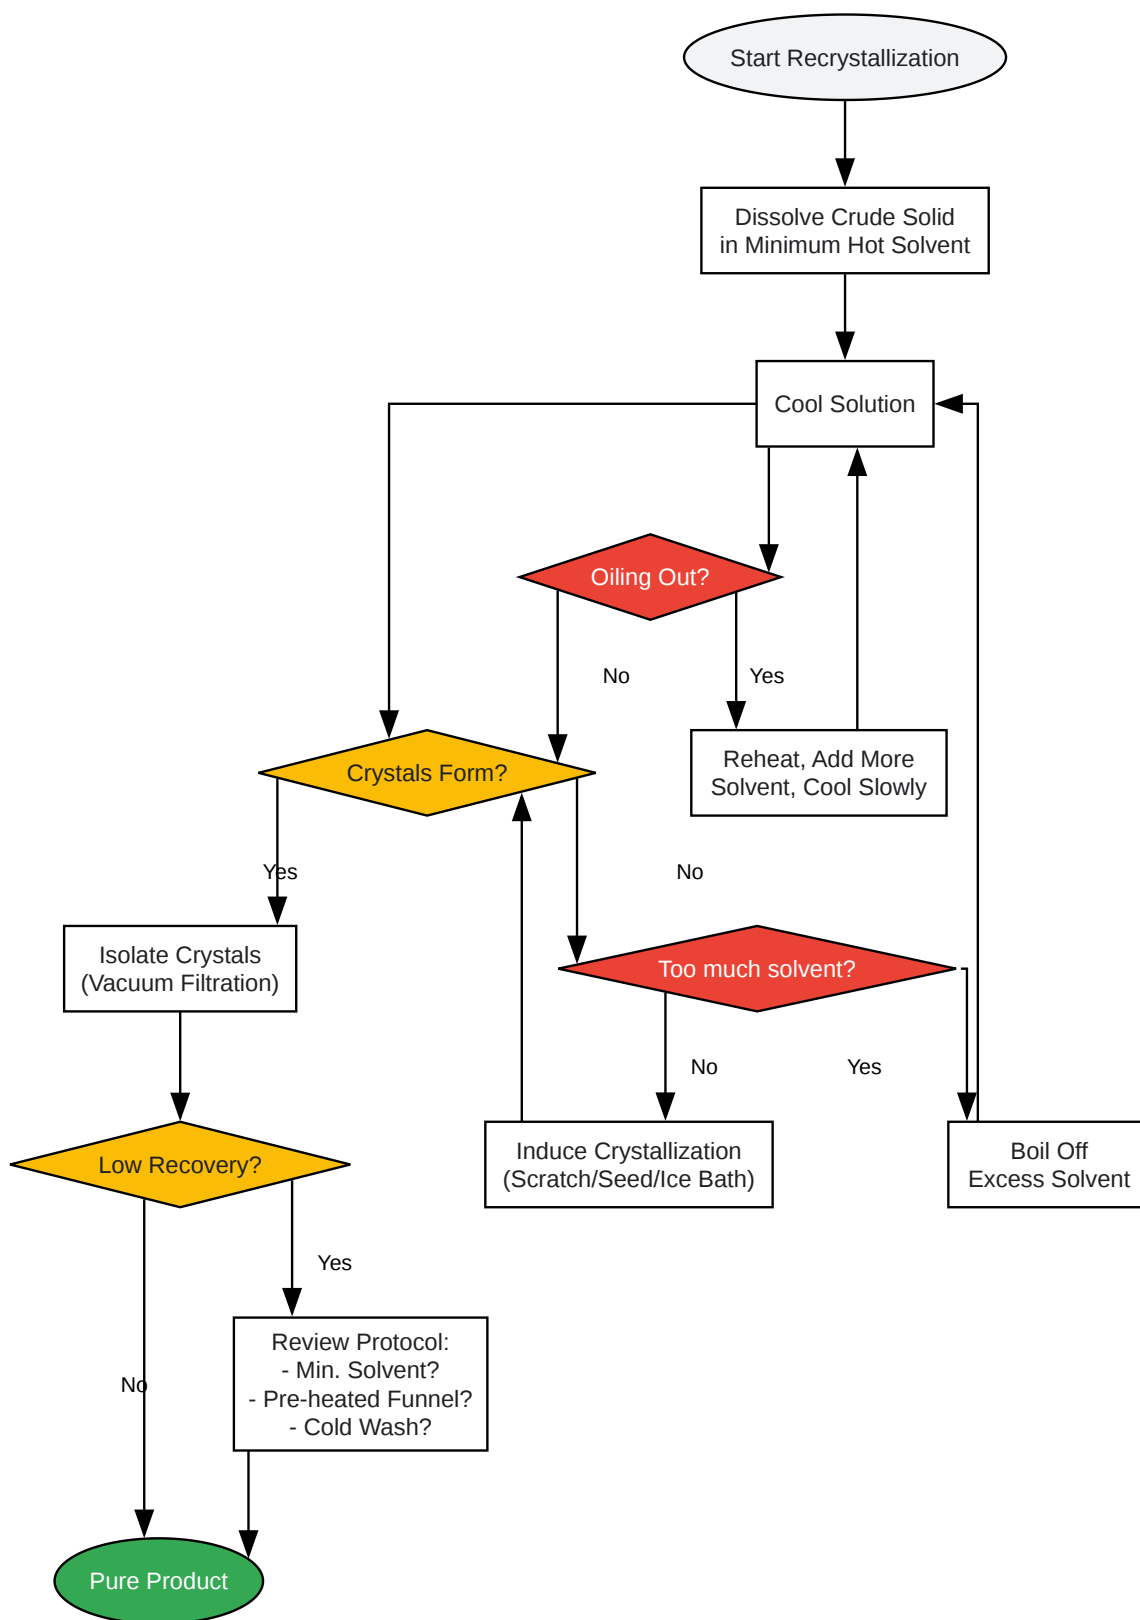 Start Recrystallization
Dissolve Crude Solid
in Minimum Hot Solvent
Cool Solution
Oiling Out?
No
Yes
Reheat, Add More
Solvent, Cool Slowly
Crystals Form?
Yes
No
Isolate Crystals
(Vacuum Filtration)
Too much solvent?
No
Yes
Induce Crystallization
(Scratch/Seed/Ice Bath)
Boil Off
Excess Solvent
Low Recovery?
Yes
No
Review Protocol:
- Min. Solvent?
- Pre-heated Funnel?
- Cold Wash?
Pure Product